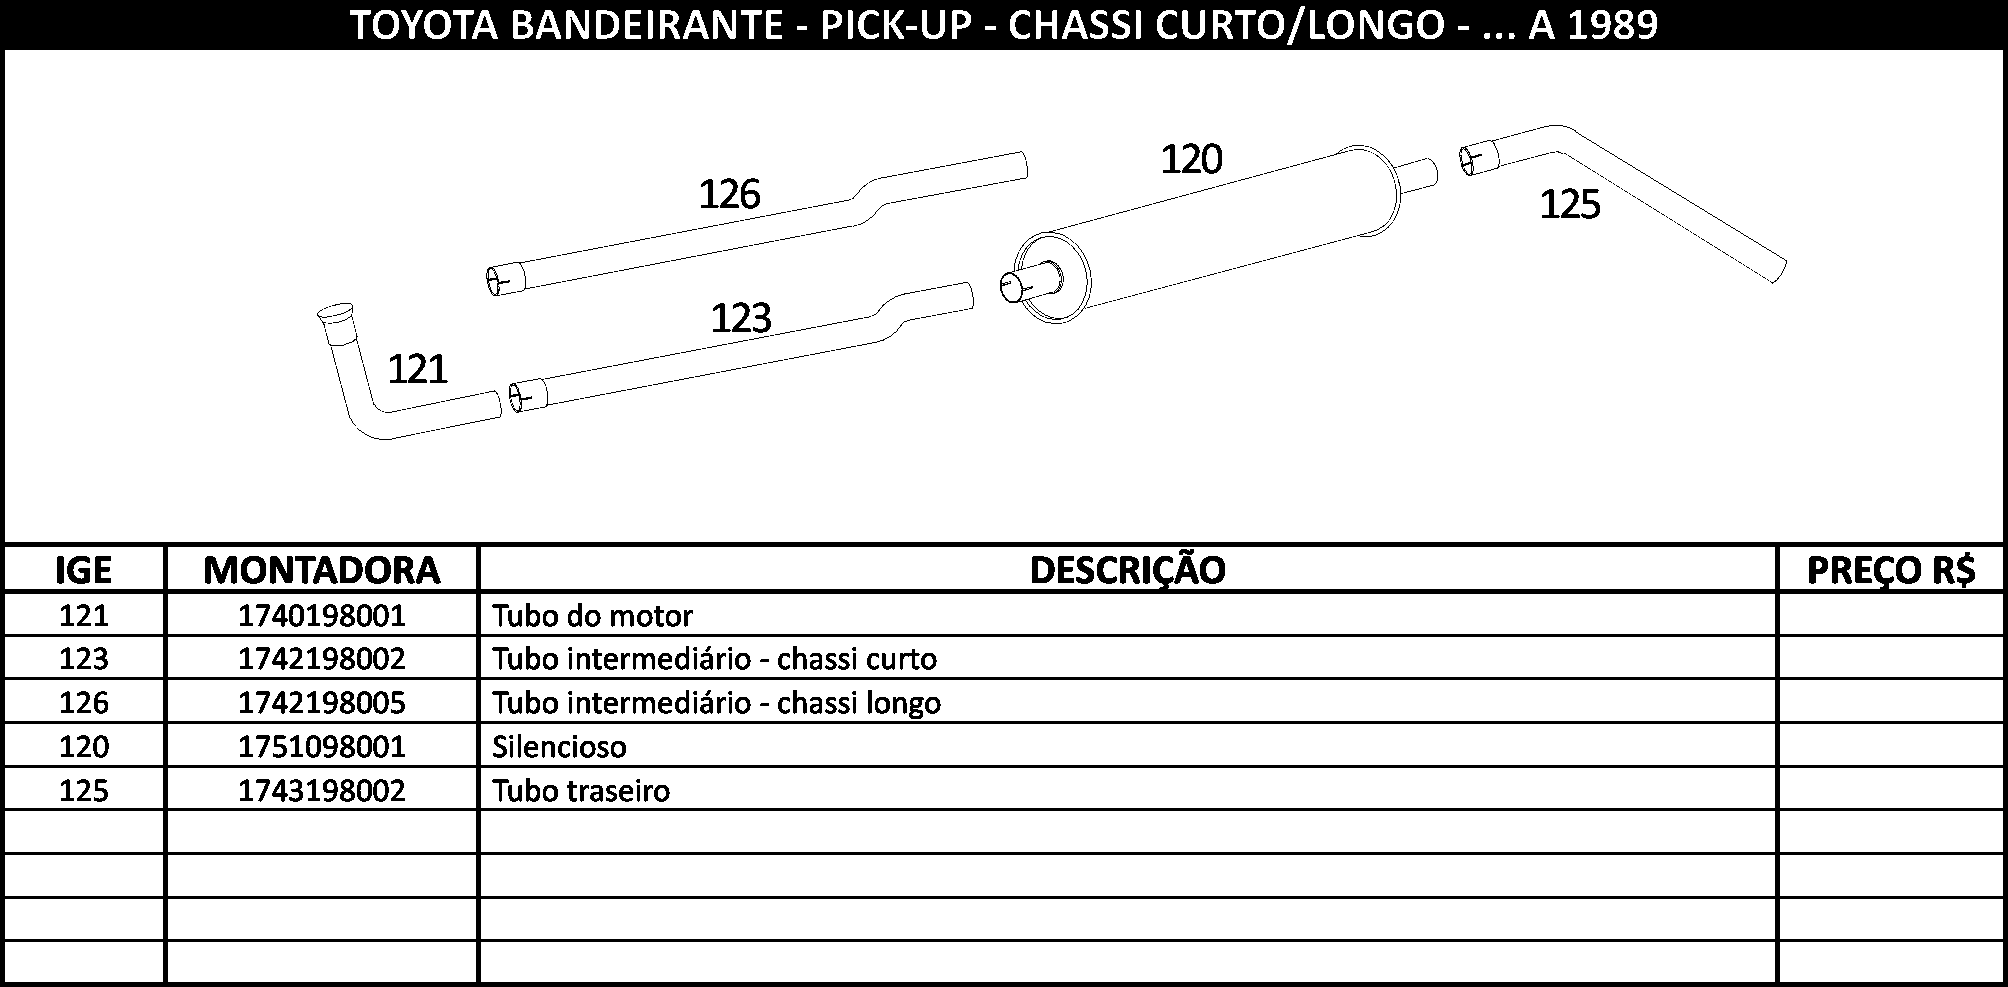 TOYOTA BANDEIRANTE - PICK-UP - CHASSI CURTO/LONGO - ... A 1989
120
126
125
123
121
IGE MONTADORA DESCRIÇÃO PREÇO R$
121 1740198001 Tubo do motor
123 1742198002 Tubo intermediário - chassi curto
126 1742198005 Tubo intermediário - chassi longo
120 1751098001 Silencioso
125 1743198002 Tubo traseiro